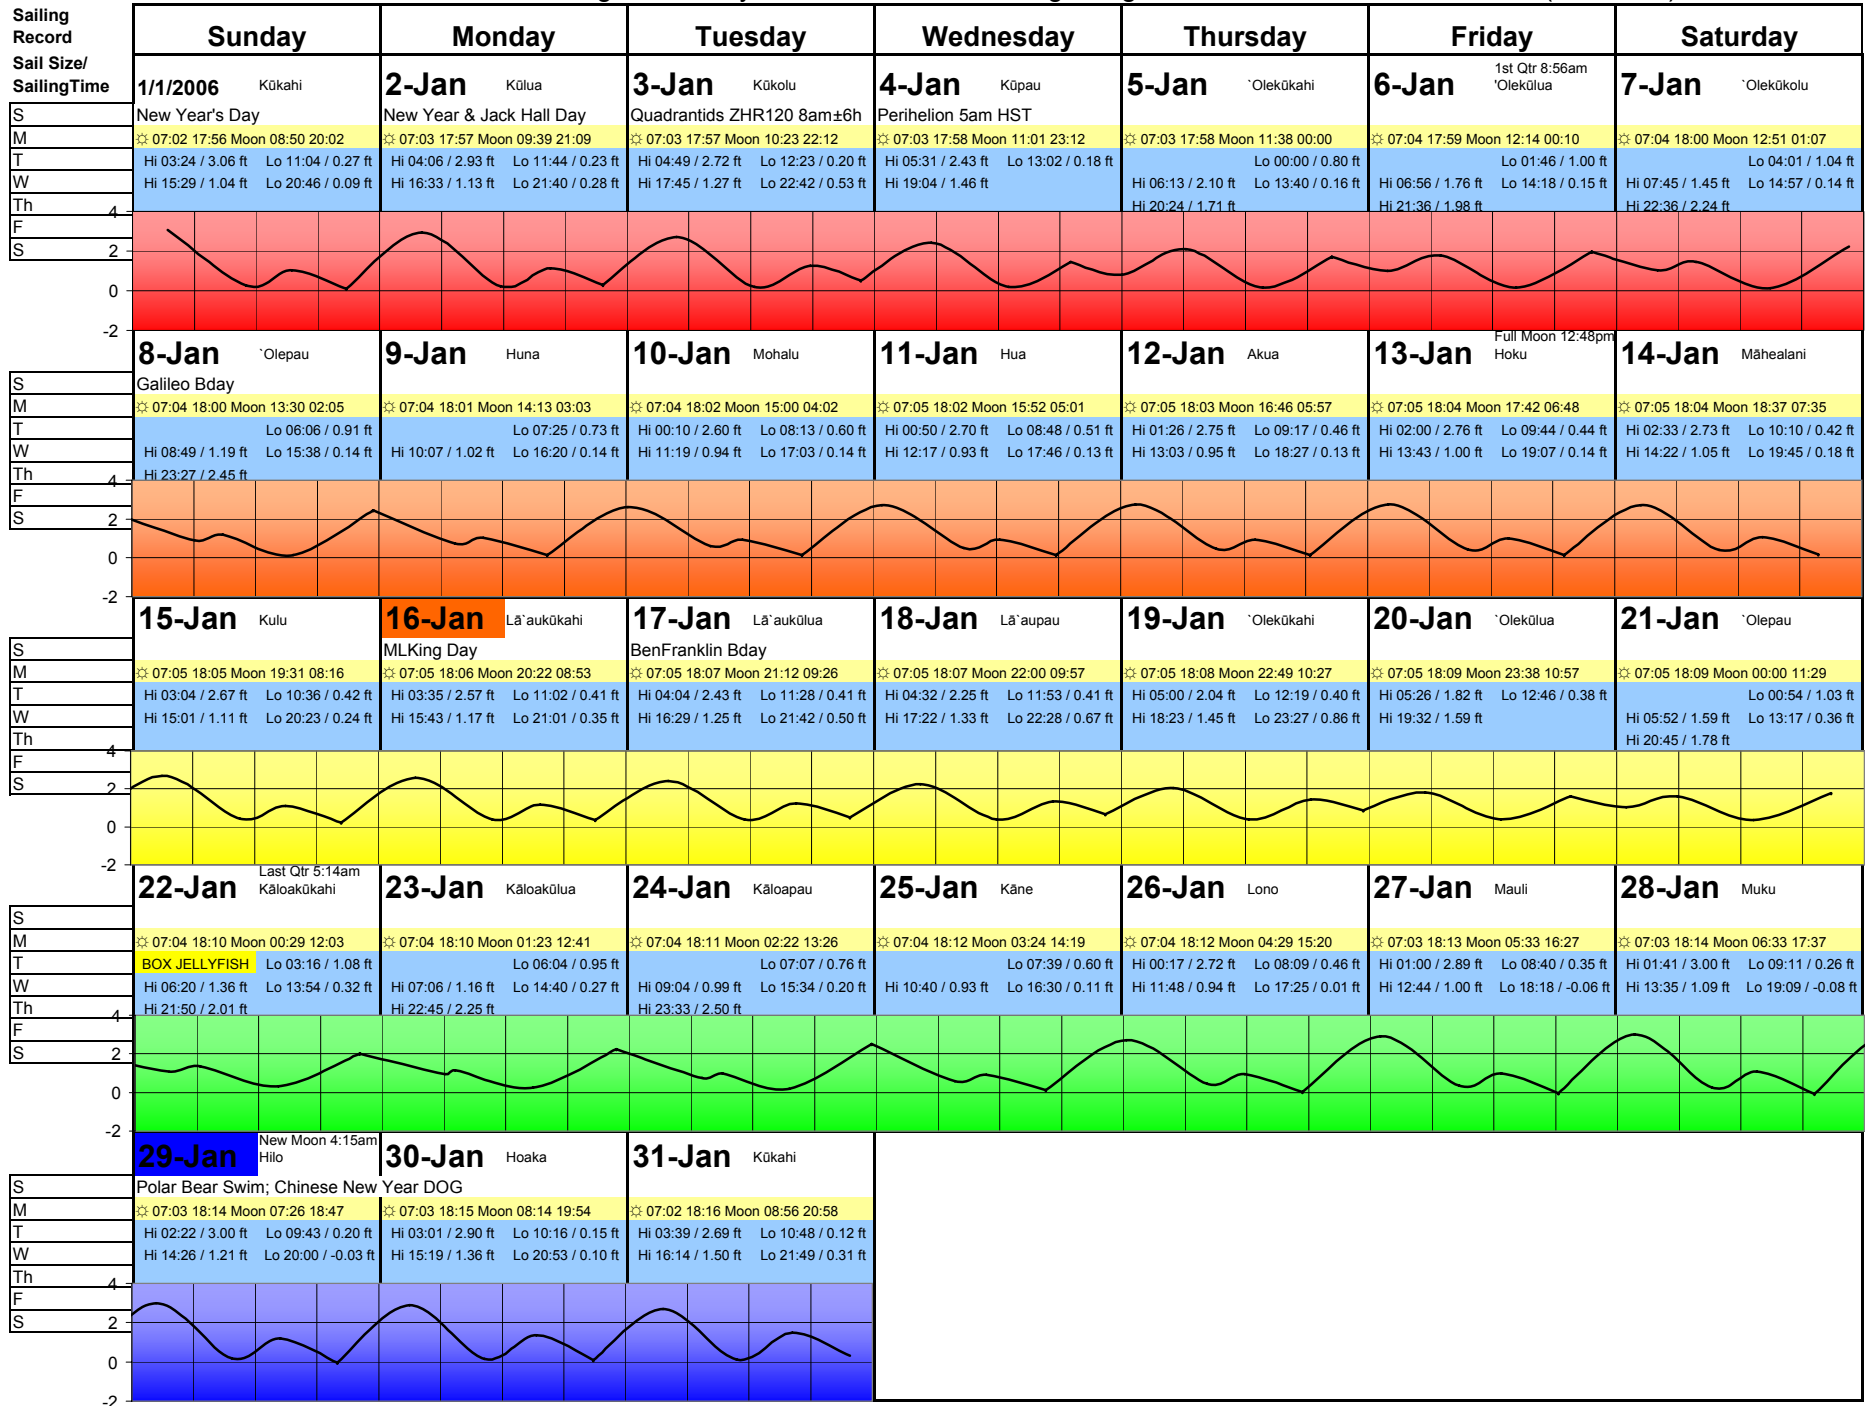 Sailing Record Sunday Monday Tuesday Wednesday Thursday Friday Saturday
Sail Size/
SailingTime
1/1/2006 Kūkahi 2-Jan Kūlua 3-Jan Kūkolu 4-Jan Kūpau 5-Jan `Olekūkahi 6-Jan 1st Qtr 8:56am 'Olekūlua 7-Jan `Olekūkolu
S New Year's Day New Year & Jack Hall Day Quadrantids ZHR120 8am±6h Perihelion 5am HST
M ☼ 07:02 17:56 Moon 08:50 20:02 ☼ 07:03 17:57 Moon 09:39 21:09 ☼ 07:03 17:57 Moon 10:23 22:12 ☼ 07:03 17:58 Moon 11:01 23:12 ☼ 07:03 17:58 Moon 11:38 00:00 ☼ 07:04 17:59 Moon 12:14 00:10 ☼ 07:04 18:00 Moon 12:51 01:07
T Hi 03:24 / 3.06 ft Lo 11:04 / 0.27 ft Hi 04:06 / 2.93 ft Lo 11:44 / 0.23 ft Hi 04:49 / 2.72 ft Lo 12:23 / 0.20 ft Hi 05:31 / 2.43 ft Lo 13:02 / 0.18 ft Lo 00:00 / 0.80 ft Lo 01:46 / 1.00 ft Lo 04:01 / 1.04 ft
W Hi 15:29 / 1.04 ft Lo 20:46 / 0.09 ft Hi 16:33 / 1.13 ft Lo 21:40 / 0.28 ft Hi 17:45 / 1.27 ft Lo 22:42 / 0.53 ft Hi 19:04 / 1.46 ft Hi 06:13 / 2.10 ft Lo 13:40 / 0.16 ft Hi 06:56 / 1.76 ft Lo 14:18 / 0.15 ft Hi 07:45 / 1.45 ft Lo 14:57 / 0.14 ft
Th Hi 20:24 / 1.71 ft Hi 21:36 / 1.98 ft Hi 22:36 / 2.24 ft
4
F
S 2
0
-2
8-Jan `Olepau 9-Jan Huna 10-Jan Mohalu 11-Jan Hua 12-Jan Akua 13-Jan Full Moon 12:48pm Hoku 14-Jan Māhealani
S Galileo Bday
M ☼ 07:04 18:00 Moon 13:30 02:05 ☼ 07:04 18:01 Moon 14:13 03:03 ☼ 07:04 18:02 Moon 15:00 04:02 ☼ 07:05 18:02 Moon 15:52 05:01 ☼ 07:05 18:03 Moon 16:46 05:57 ☼ 07:05 18:04 Moon 17:42 06:48 ☼ 07:05 18:04 Moon 18:37 07:35
T Lo 06:06 / 0.91 ft Lo 07:25 / 0.73 ft Hi 00:10 / 2.60 ft Lo 08:13 / 0.60 ft Hi 00:50 / 2.70 ft Lo 08:48 / 0.51 ft Hi 01:26 / 2.75 ft Lo 09:17 / 0.46 ft Hi 02:00 / 2.76 ft Lo 09:44 / 0.44 ft Hi 02:33 / 2.73 ft Lo 10:10 / 0.42 ft
W Hi 08:49 / 1.19 ft Lo 15:38 / 0.14 ft Hi 10:07 / 1.02 ft Lo 16:20 / 0.14 ft Hi 11:19 / 0.94 ft Lo 17:03 / 0.14 ft Hi 12:17 / 0.93 ft Lo 17:46 / 0.13 ft Hi 13:03 / 0.95 ft Lo 18:27 / 0.13 ft Hi 13:43 / 1.00 ft Lo 19:07 / 0.14 ft Hi 14:22 / 1.05 ft Lo 19:45 / 0.18 ft
Th Hi 23:27 / 2.45 ft
4
F
S 2
0
-2
15-Jan Kulu 16-Jan Lā`aukūkahi 17-Jan Lā`aukūlua 18-Jan Lā`aupau 19-Jan `Olekūkahi 20-Jan `Olekūlua 21-Jan `Olepau
S MLKing Day BenFranklin Bday
M ☼ 07:05 18:05 Moon 19:31 08:16 ☼ 07:05 18:06 Moon 20:22 08:53 ☼ 07:05 18:07 Moon 21:12 09:26 ☼ 07:05 18:07 Moon 22:00 09:57 ☼ 07:05 18:08 Moon 22:49 10:27 ☼ 07:05 18:09 Moon 23:38 10:57 ☼ 07:05 18:09 Moon 00:00 11:29
T Hi 03:04 / 2.67 ft Lo 10:36 / 0.42 ft Hi 03:35 / 2.57 ft Lo 11:02 / 0.41 ft Hi 04:04 / 2.43 ft Lo 11:28 / 0.41 ft Hi 04:32 / 2.25 ft Lo 11:53 / 0.41 ft Hi 05:00 / 2.04 ft Lo 12:19 / 0.40 ft Hi 05:26 / 1.82 ft Lo 12:46 / 0.38 ft Lo 00:54 / 1.03 ft
W Hi 15:01 / 1.11 ft Lo 20:23 / 0.24 ft Hi 15:43 / 1.17 ft Lo 21:01 / 0.35 ft Hi 16:29 / 1.25 ft Lo 21:42 / 0.50 ft Hi 17:22 / 1.33 ft Lo 22:28 / 0.67 ft Hi 18:23 / 1.45 ft Lo 23:27 / 0.86 ft Hi 19:32 / 1.59 ft Hi 05:52 / 1.59 ft Lo 13:17 / 0.36 ft
Th Hi 20:45 / 1.78 ft
4
F
S 2
0
-2
22-Jan Last Qtr 5:14am Kāloakūkahi 23-Jan Kāloakūlua 24-Jan Kāloapau 25-Jan Kāne 26-Jan Lono 27-Jan Mauli 28-Jan Muku
S
M ☼ 07:04 18:10 Moon 00:29 12:03 ☼ 07:04 18:10 Moon 01:23 12:41 ☼ 07:04 18:11 Moon 02:22 13:26 ☼ 07:04 18:12 Moon 03:24 14:19 ☼ 07:04 18:12 Moon 04:29 15:20 ☼ 07:03 18:13 Moon 05:33 16:27 ☼ 07:03 18:14 Moon 06:33 17:37
T BOX JELLYFISH Lo 03:16 / 1.08 ft Lo 06:04 / 0.95 ft Lo 07:07 / 0.76 ft Lo 07:39 / 0.60 ft Hi 00:17 / 2.72 ft Lo 08:09 / 0.46 ft Hi 01:00 / 2.89 ft Lo 08:40 / 0.35 ft Hi 01:41 / 3.00 ft Lo 09:11 / 0.26 ft
W Hi 06:20 / 1.36 ft Lo 13:54 / 0.32 ft Hi 07:06 / 1.16 ft Lo 14:40 / 0.27 ft Hi 09:04 / 0.99 ft Lo 15:34 / 0.20 ft Hi 10:40 / 0.93 ft Lo 16:30 / 0.11 ft Hi 11:48 / 0.94 ft Lo 17:25 / 0.01 ft Hi 12:44 / 1.00 ft Lo 18:18 / -0.06 ft Hi 13:35 / 1.09 ft Lo 19:09 / -0.08 ft
Th Hi 21:50 / 2.01 ft Hi 22:45 / 2.25 ft Hi 23:33 / 2.50 ft
4
F
S 2
0
-2
29-Jan New Moon 4:15am Hilo 30-Jan Hoaka 31-Jan Kūkahi
S Polar Bear Swim; Chinese New Year DOG
M ☼ 07:03 18:14 Moon 07:26 18:47 ☼ 07:03 18:15 Moon 08:14 19:54 ☼ 07:02 18:16 Moon 08:56 20:58
T Hi 02:22 / 3.00 ft Lo 09:43 / 0.20 ft Hi 03:01 / 2.90 ft Lo 10:16 / 0.15 ft Hi 03:39 / 2.69 ft Lo 10:48 / 0.12 ft
W Hi 14:26 / 1.21 ft Lo 20:00 / -0.03 ft Hi 15:19 / 1.36 ft Lo 20:53 / 0.10 ft Hi 16:14 / 1.50 ft Lo 21:49 / 0.31 ft
Th
4
F
S 2
0
-2